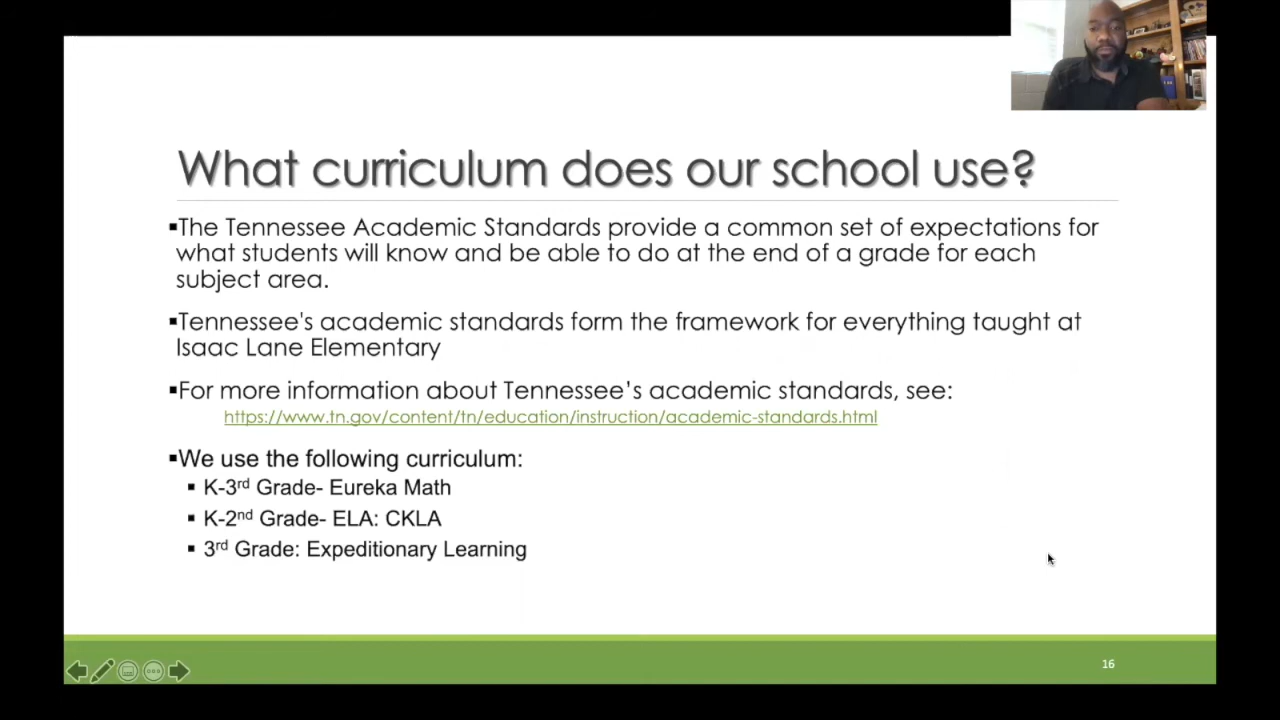 What curriculum does our school use?
▪The Tennessee Academic Standards provide a common set of expectations for
what students will know and be able to do at the end of a grade for each
subject area.
▪Tennessee's academic standards form the framework for everything taught at
Isaac Lane Elementary
▪For more information about Tennessee’s academic standards, see:
https://www.tn.gov/content/tn/education/instruction/academic-standards.html
▪We use the following curriculum:
▪ K-3rd Grade- Eureka Math
▪ K-2nd Grade- ELA: CKLA
▪ 3rd Grade: Expeditionary Learning
16